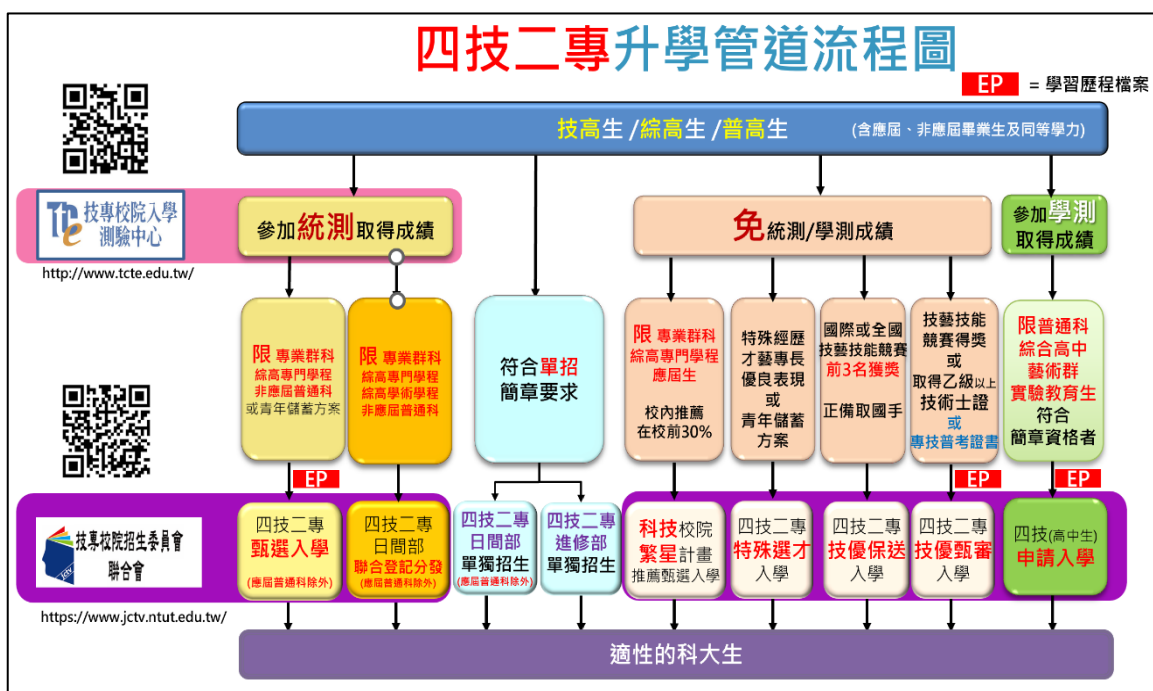 四技二專升學管道流程圖
EP = 學習歷程檔案
技高生 /綜高生 /普高生 (含應屆、非應屆畢業生及同等學力)
Tcte 技專校院入學
測驗中心
http://www.tcte.edu.tw/
參加統測取得成績
免統測/學測成績
參加學測
取得成績
限 專業群科
綜高專門學程
非應屆普通科
或青年儲蓄方案
限 專業群科
綜高專門學程
綜高學術學程
非應屆普通科
符合單招
簡章要求
限 專業群科
綜高專門學程
應屆生
校內推薦
在校前30%
特殊經歷
才藝專長
優良表現
或
青年儲蓄
方案
國際或全國
技藝技能競賽
前3名獲獎
正備取國手
技藝技能
競賽得獎
或
取得乙級以上
技術士證
或
專技普考證書
限普通科
綜合高中
藝術群
實驗教育生
符合
簡章資格者
EP
EP
EP
jctv 技專校院招生委員會
聯合會
https://www.jctv.ntut.edu.tw/
四技二專
甄選入學
(應屆普通科除外)
四技二專
日間部
聯合登記分發
(應屆普通科除外)
四技二專
日間部
單獨招生
(應屆普通科除外)
四技二專
進修部
單獨招生
科技校院
繁星計畫
推薦甄選入學
四技二專
特殊選才
入學
四技二專
技優保送
入學
四技二專
技優甄審
入學
四技(高中生)
申請入學
適性的科大生